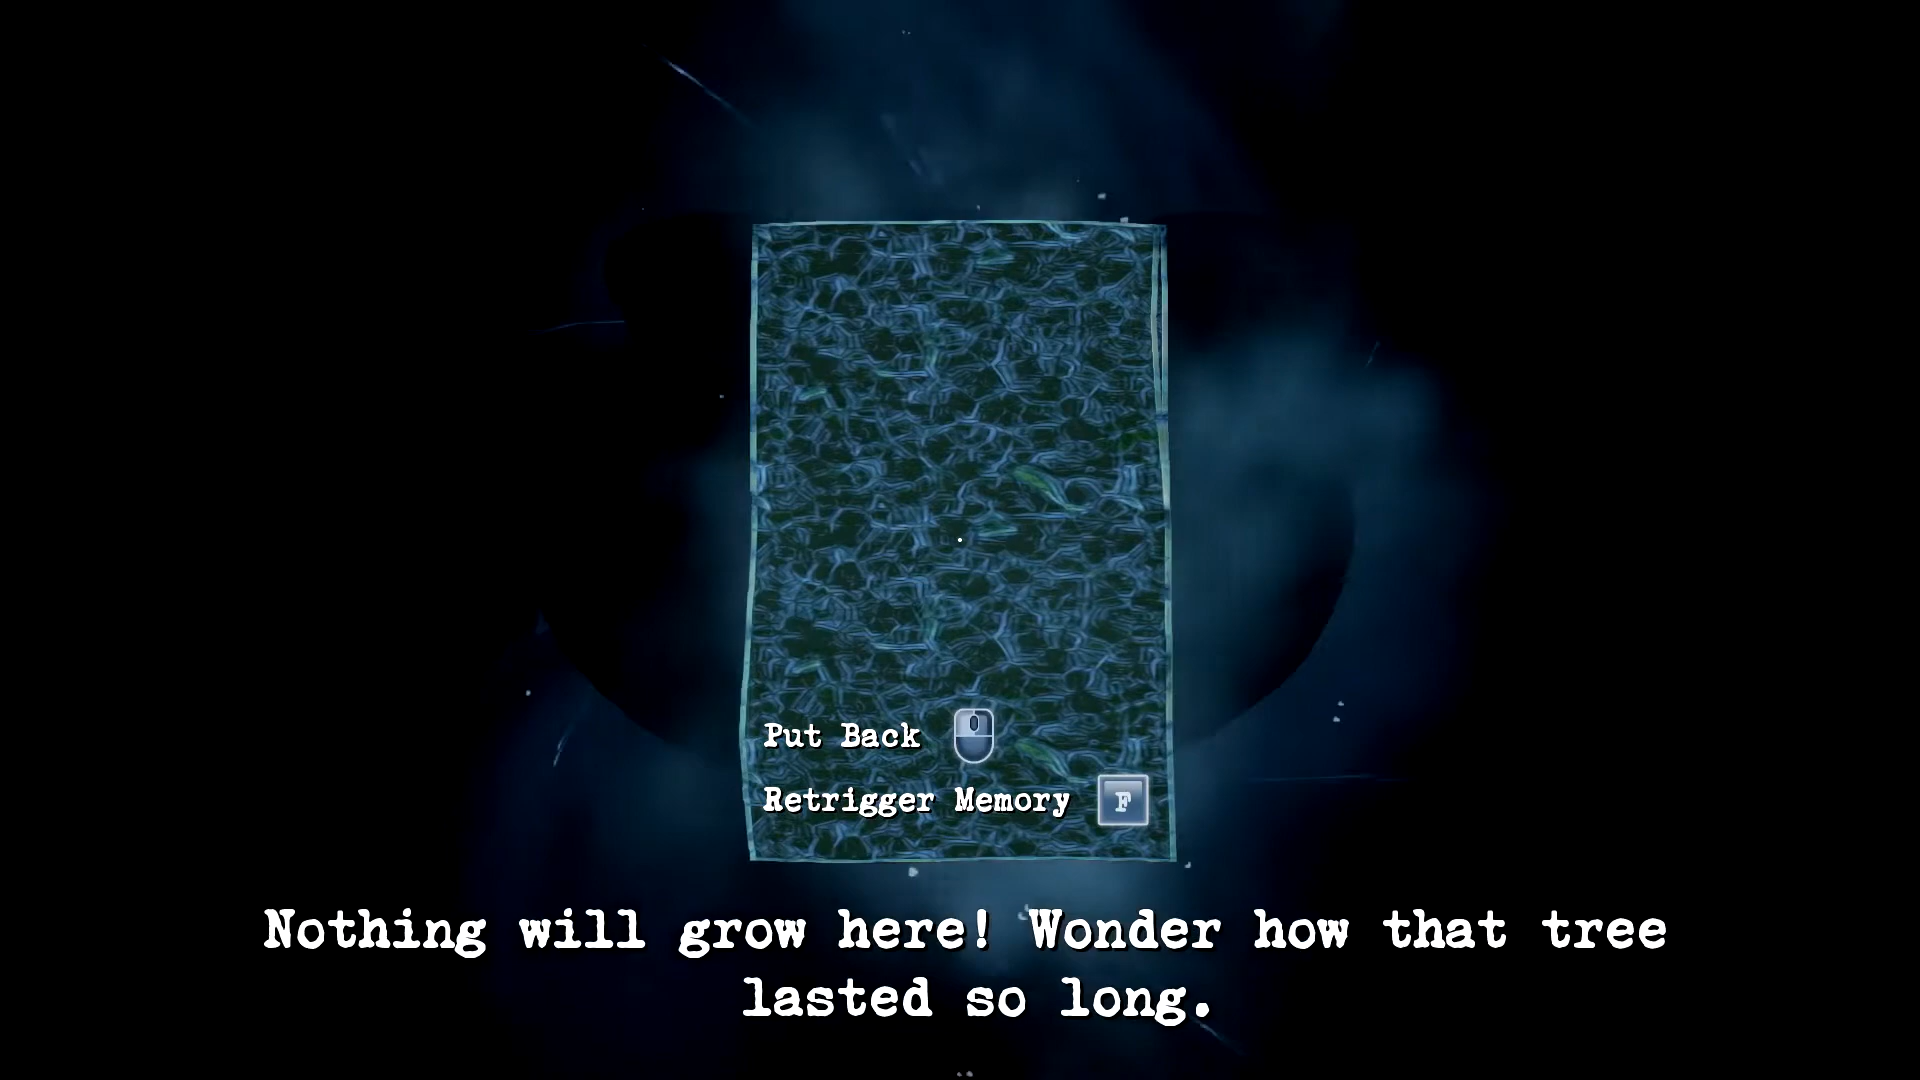 Put Back
Retrigger Memory F
Nothing will grow here! Wonder how that tree
lasted so long.